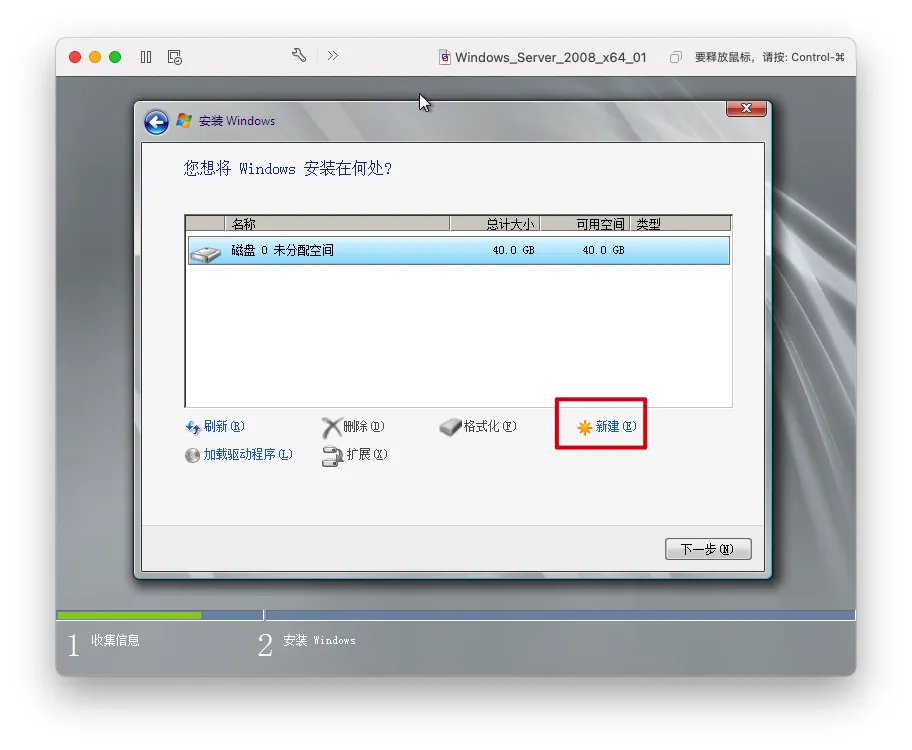 Windows_Server_2008_x64_01 要释放鼠标，请按: Control-⌘
安装 Windows
您想将 Windows 安装在何处?
名称 总计大小 可用空间 类型
磁盘 0 未分配空间 40.0 GB 40.0 GB
刷新(R) 删除(D) 格式化(F) 新建(E)
加载驱动程序(L) 扩展(X)
下一步(N)
1 收集信息 2 安装 Windows